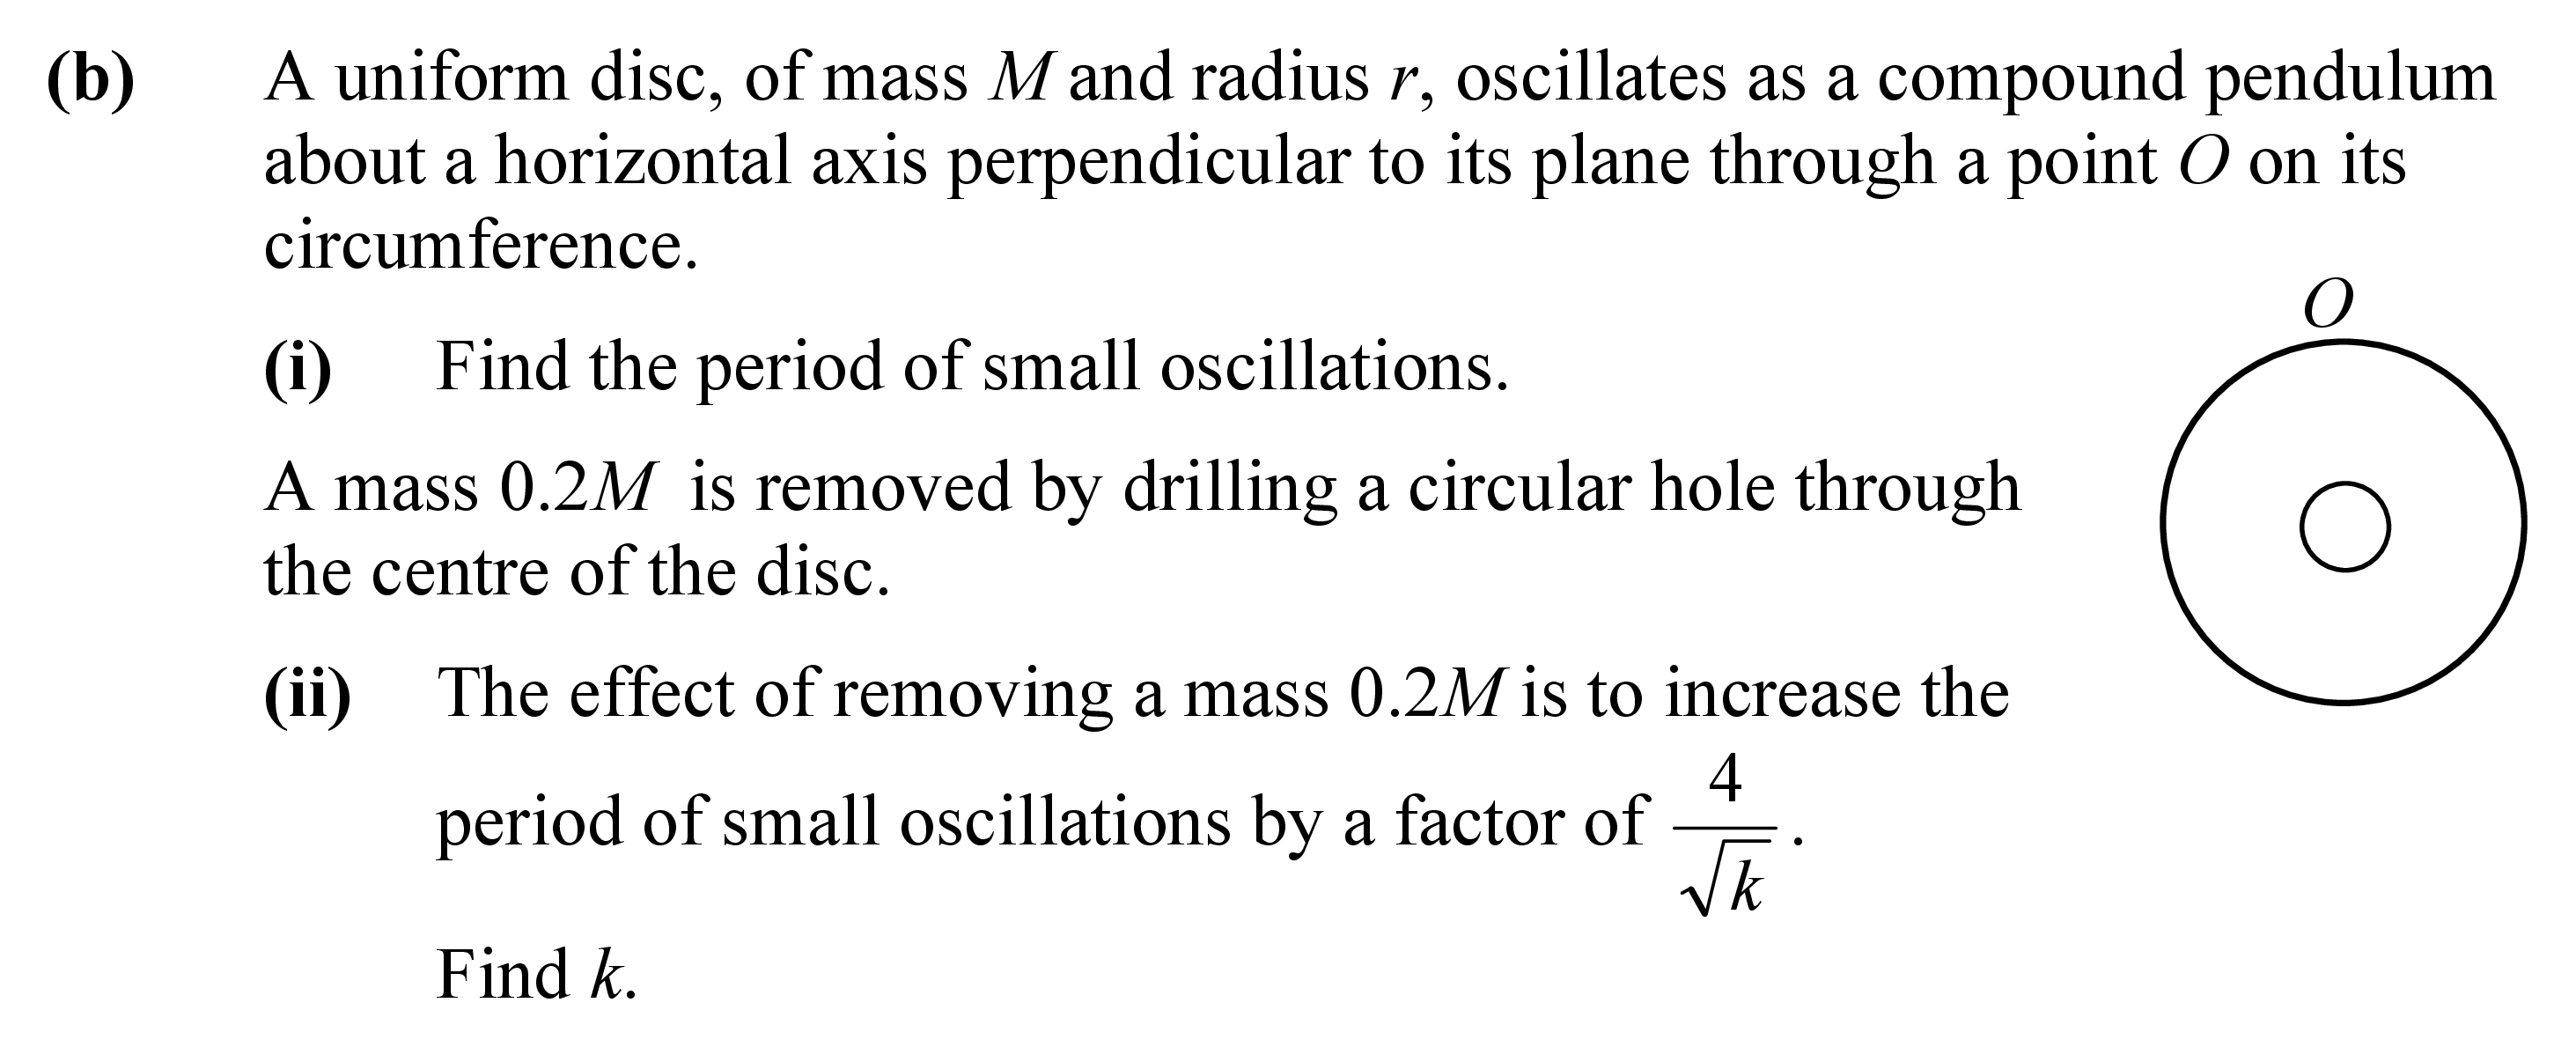 (b) A uniform disc, of mass M and radius r, oscillates as a compound pendulum
about a horizontal axis perpendicular to its plane through a point O on its
circumference.
O
(i) Find the period of small oscillations.
A mass 0.2M is removed by drilling a circular hole through
the centre of the disc.
(ii) The effect of removing a mass 0.2M is to increase the
period of small oscillations by a factor of 4/√k .
Find k.